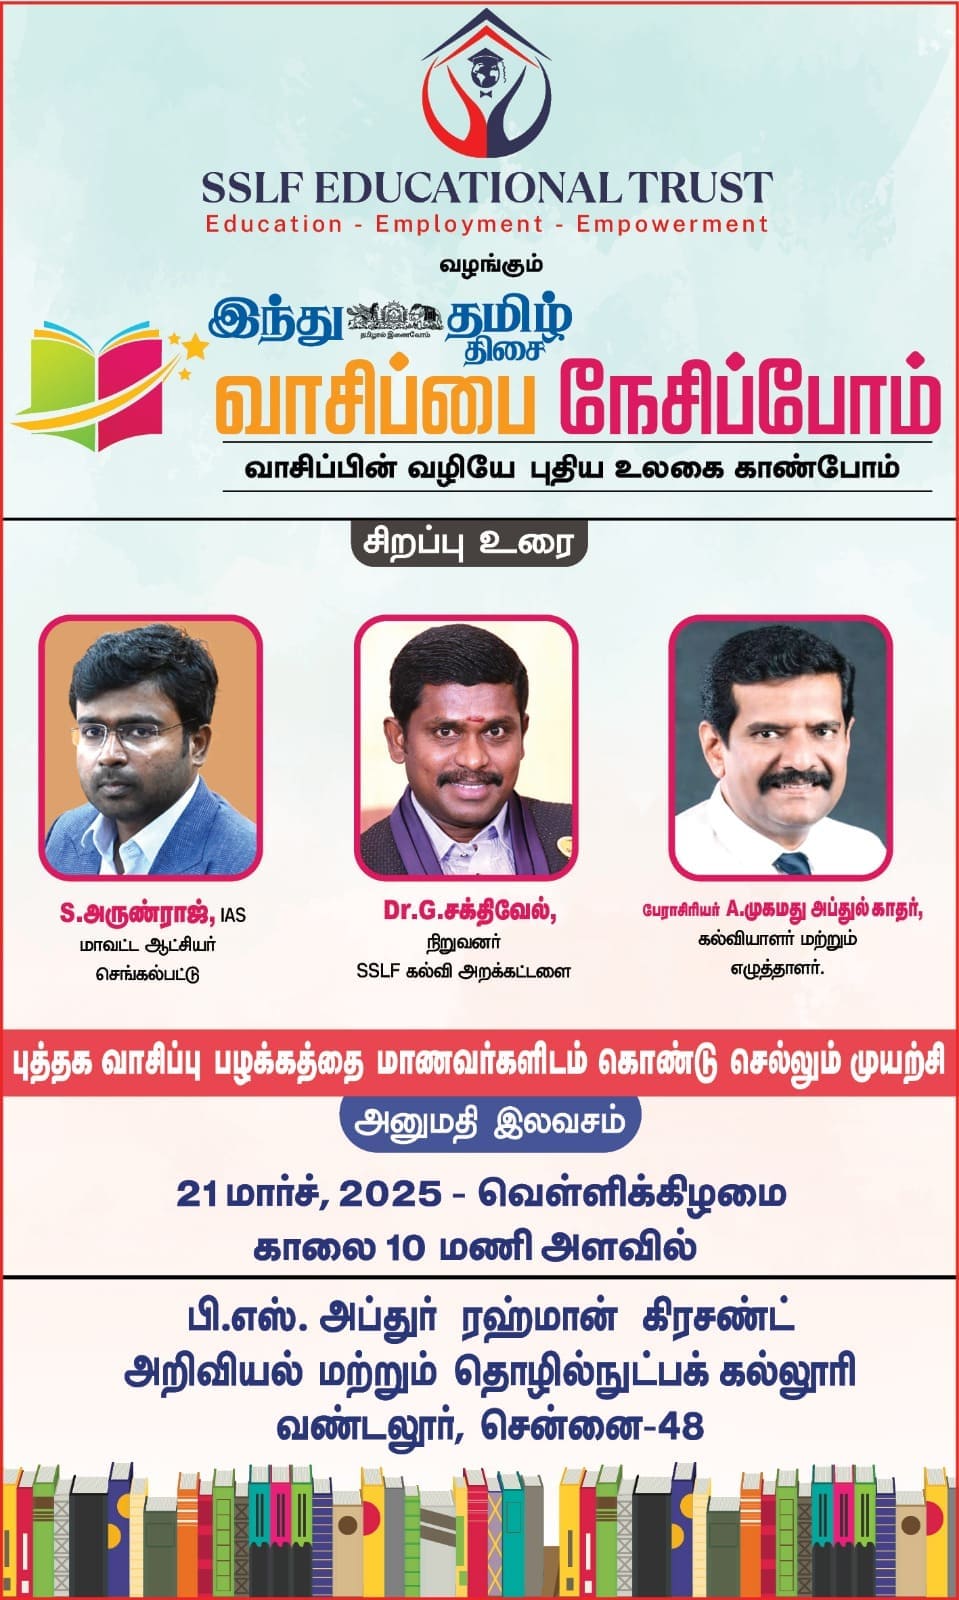 SSLF EDUCATIONAL TRUST
Education - Employment - Empowerment
வழங்கும்
இந்து தமிழ் திசை
தமிழால் இணைவோம்
வாசிப்பை நேசிப்போம்
வாசிப்பின் வழியே புதிய உலகை காண்போம்
சிறப்பு உரை
S.அருண்ராஜ், IAS
மாவட்ட ஆட்சியர்
செங்கல்பட்டு
Dr.G.சக்திவேல்,
நிறுவனர்
SSLF கல்வி அறக்கட்டளை
பேராசிரியர் A.முகமது அப்துல் காதர்,
கல்வியாளர் மற்றும்
எழுத்தாளர்.
புத்தக வாசிப்பு பழக்கத்தை மாணவர்களிடம் கொண்டு செல்லும் முயற்சி
அனுமதி இலவசம்
21 மார்ச், 2025 - வெள்ளிக்கிழமை
காலை 10 மணி அளவில்
பி.எஸ். அப்துர் ரஹ்மான் கிரசண்ட்
அறிவியல் மற்றும் தொழில்நுட்பக் கல்லூரி
வண்டலூர், சென்னை-48